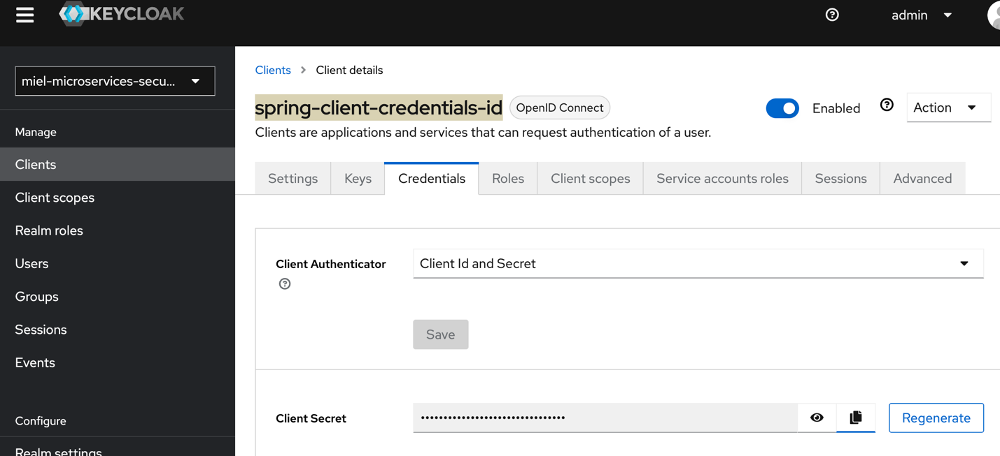 KEYCLOAK
admin
miel-microservices-secu...
Manage
Clients
Client scopes
Realm roles
Users
Groups
Sessions
Events
Configure
Realm settings
Clients > Client details
spring-client-credentials-id OpenID Connect
Enabled
Action
Clients are applications and services that can request authentication of a user.
Settings Keys Credentials Roles Client scopes Service accounts roles Sessions Advanced
Client Authenticator
Client Id and Secret
Save
Client Secret
••••••••••••••••••••••••••••••••
Regenerate